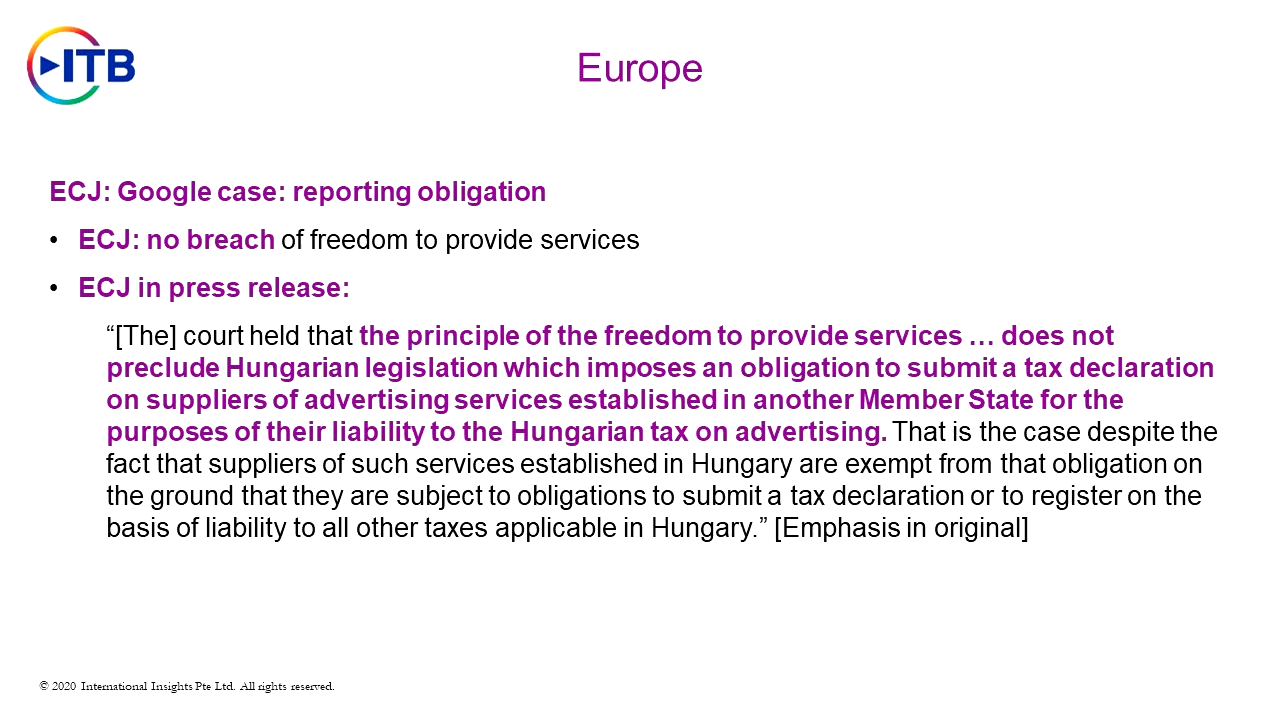 ITB
Europe
ECJ: Google case: reporting obligation
• ECJ: no breach of freedom to provide services
• ECJ in press release:
“[The] court held that the principle of the freedom to provide services … does not
preclude Hungarian legislation which imposes an obligation to submit a tax declaration
on suppliers of advertising services established in another Member State for the
purposes of their liability to the Hungarian tax on advertising. That is the case despite the
fact that suppliers of such services established in Hungary are exempt from that obligation on
the ground that they are subject to obligations to submit a tax declaration or to register on the
basis of liability to all other taxes applicable in Hungary.” [Emphasis in original]
© 2020 International Insights Pte Ltd. All rights reserved.